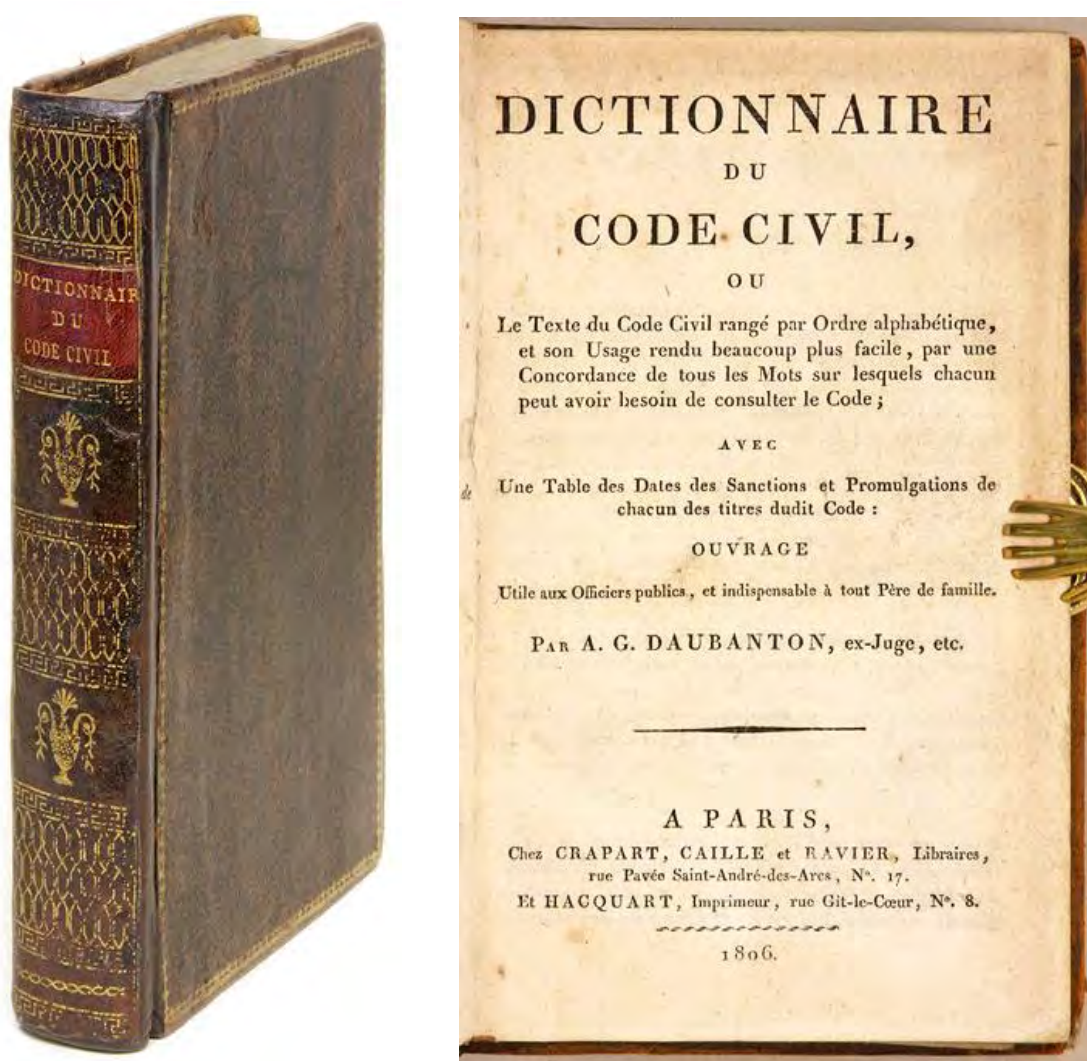 DICTIONNAIR
DU
CODE CIVIL
DICTIONNAIRE
DU
CODE CIVIL,
OU
Le Texte du Code Civil rangé par Ordre alphabétique,
et son Usage rendu beaucoup plus facile, par une
Concordance de tous les Mots sur lesquels chacun
peut avoir besoin de consulter le Code ;
AVEC
Une Table des Dates des Sanctions et Promulgations de
chacun des titres dudit Code :
OUVRAGE
Utile aux Officiers publics, et indispensable à tout Père de famille.
PAR A. G. DAUBANTON, ex-Juge, etc.
A PARIS,
Chez CRAPART, CAILLE et RAVIER, Libraires,
rue Pavée Saint-André-des-Arcs, N°. 17.
Et HACQUART, Imprimeur, rue Git-le-Cœur, N°. 8.
1806.
de